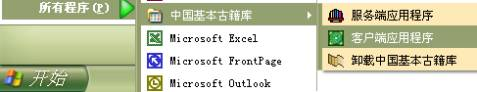 所有程序(P)
中国基本古籍库
Microsoft Excel
Microsoft FrontPage
Microsoft Outlook
服务端应用程序
客户端应用程序
卸载中国基本古籍库
开始